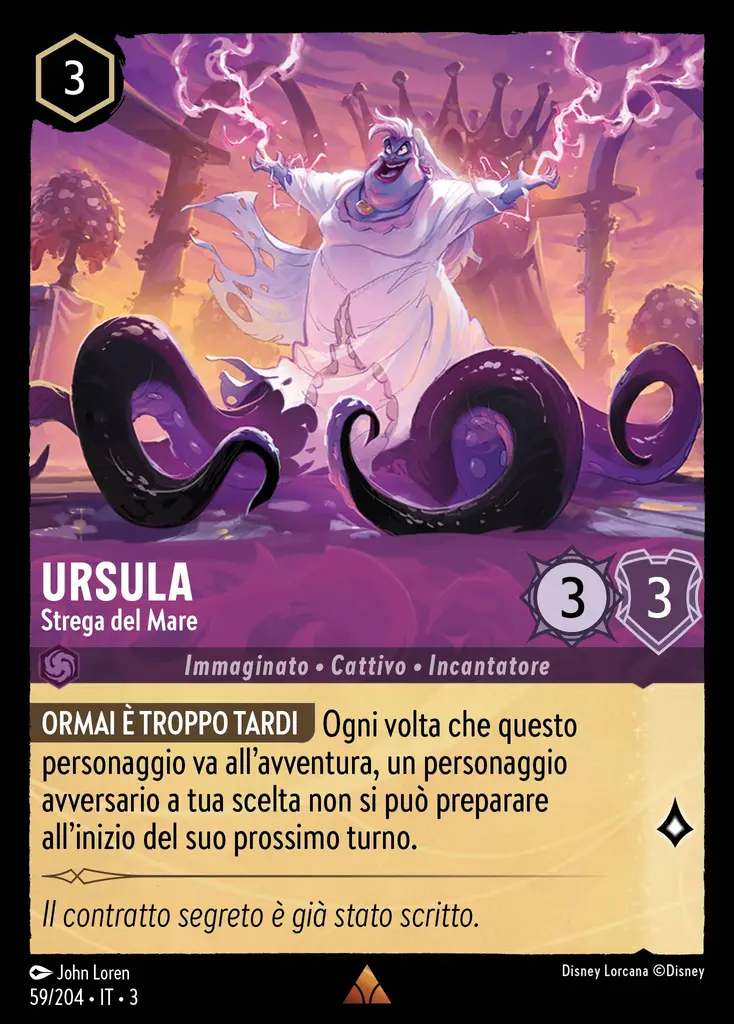 3
URSULA
Strega del Mare
3
3
Immaginato • Cattivo • Incantatore
ORMAI È TROPPO TARDI Ogni volta che questo
personaggio va all'avventura, un personaggio
avversario a tua scelta non si può preparare
all'inizio del suo prossimo turno.
Il contratto segreto è già stato scritto.
John Loren
Disney Lorcana ©Disney
59/204 • IT • 3